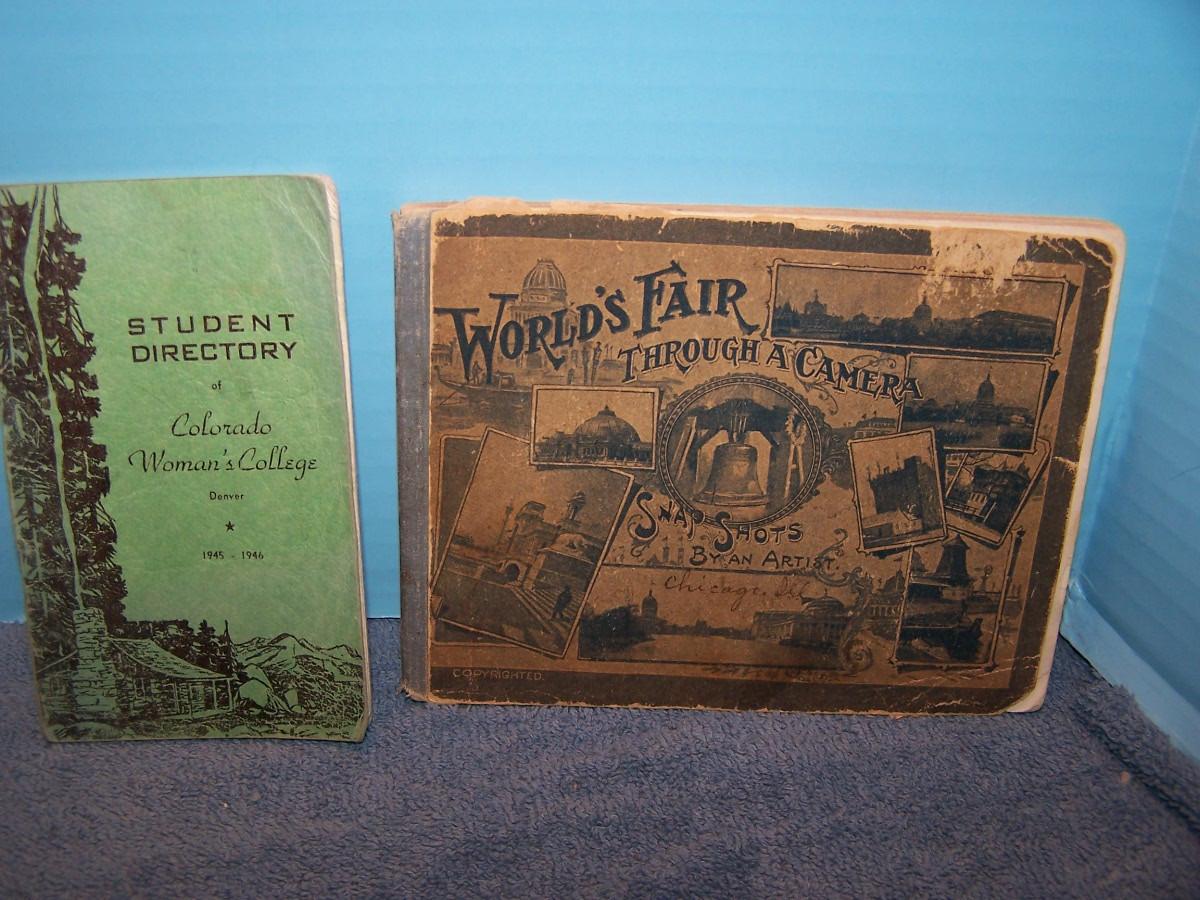 STUDENT
DIRECTORY
of
Colorado
Woman's College
Denver
1945 - 1946
WORLD'S FAIR
THROUGH A CAMERA
SNAP SHOTS
BY AN ARTIST.
Chicago, Ill
COPYRIGHTED.